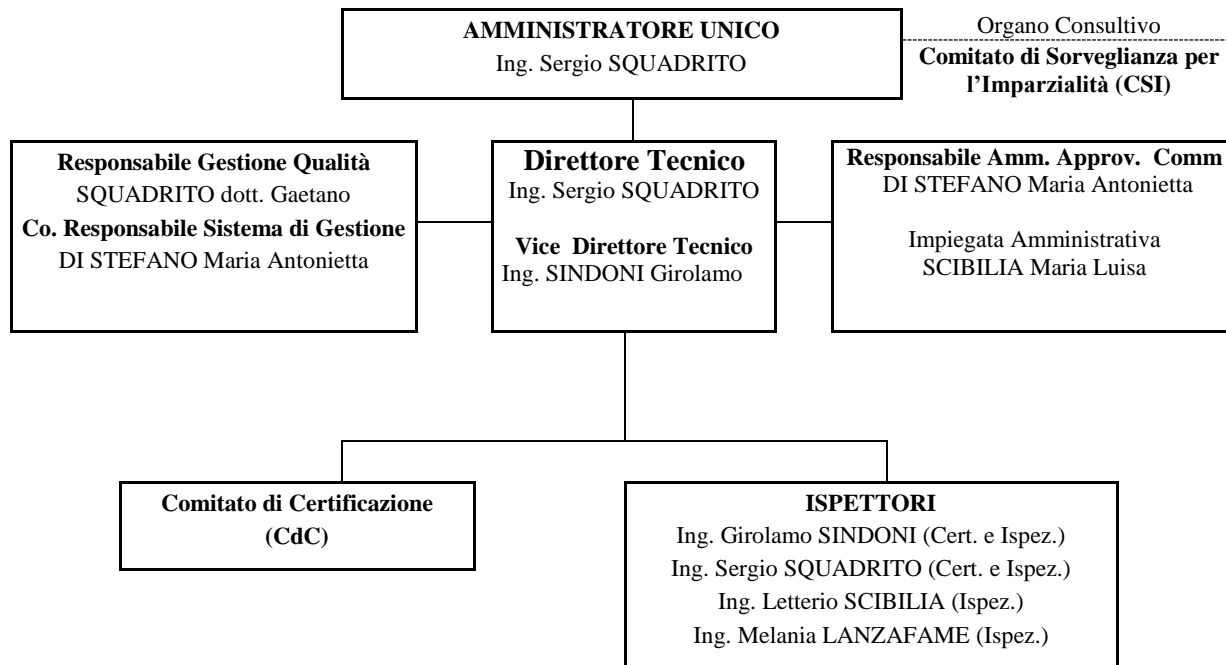 AMMINISTRATORE UNICO
Ing. Sergio SQUADRITO
Organo Consultivo
Comitato di Sorveglianza per
l'Imparzialità (CSI)
Responsabile Gestione Qualità
SQUADRITO dott. Gaetano
Co. Responsabile Sistema di Gestione
DI STEFANO Maria Antonietta
Direttore Tecnico
Ing. Sergio SQUADRITO
Vice Direttore Tecnico
Ing. SINDONI Girolamo
Responsabile Amm. Approv. Comm
DI STEFANO Maria Antonietta
Impiegata Amministrativa
SCIBILIA Maria Luisa
Comitato di Certificazione
(CdC)
ISPETTORI
Ing. Girolamo SINDONI (Cert. e Ispez.)
Ing. Sergio SQUADRITO (Cert. e Ispez.)
Ing. Letterio SCIBILIA (Ispez.)
Ing. Melania LANZAFAME (Ispez.)